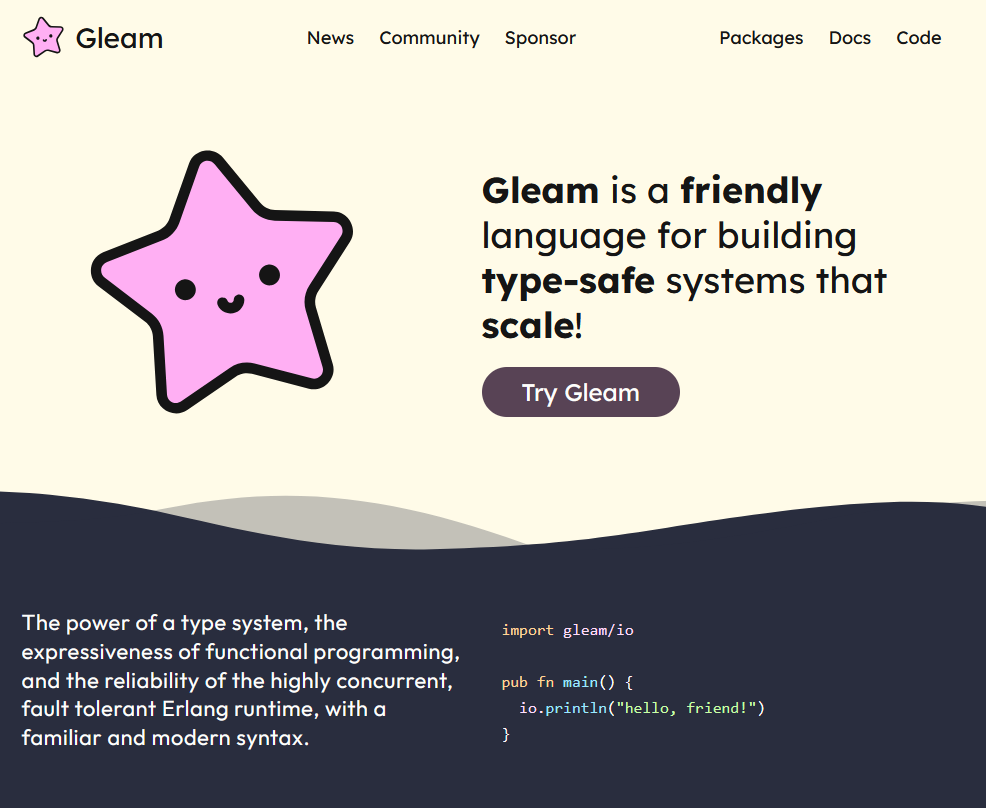 Gleam
News Community Sponsor
Packages Docs Code
Gleam is a friendly
language for building
type-safe systems that
scale!
Try Gleam
The power of a type system, the
expressiveness of functional programming,
and the reliability of the highly concurrent,
fault tolerant Erlang runtime, with a
familiar and modern syntax.
import gleam/io
pub fn main() {
  io.println("hello, friend!")
}